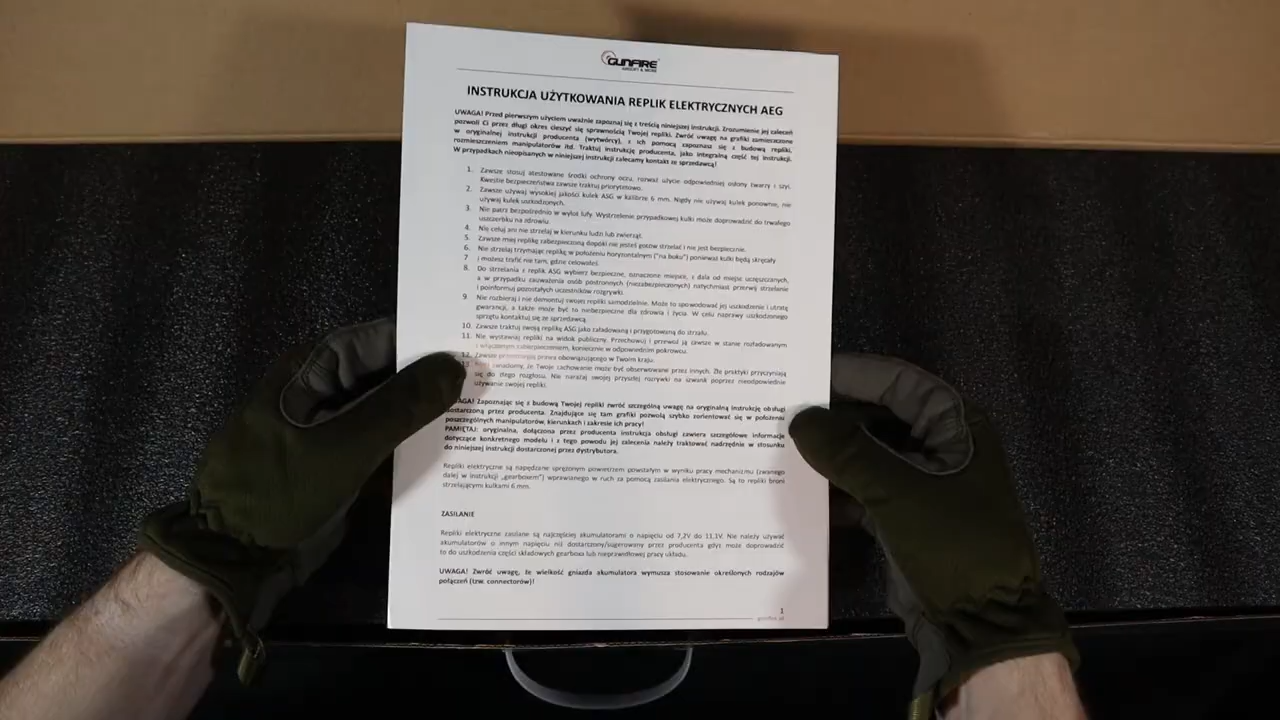 GUNFIRE
AIRSOFT & MORE
INSTRUKCJA UŻYTKOWANIA REPLIK ELEKTRYCZNYCH AEG
UWAGA! Przed pierwszym użyciem uważnie zapoznaj się z treścią niniejszej instrukcji. Zrozumienie jej zaleceń
pozwoli Ci przez długi okres cieszyć się sprawnością Twojej repliki. Zwróć uwagę na grafiki zamieszczone
w oryginalnej instrukcji producenta (wytwórcy), z ich pomocą zapoznasz się z budową repliki,
rozmieszczeniem manipulatorów itd. Traktuj instrukcję producenta, jako integralną część tej instrukcji.
W przypadkach nieopisanych w niniejszej instrukcji zalecamy kontakt ze sprzedawcą!
1. Zawsze stosuj atestowane środki ochrony oczu, rozważ użycie odpowiedniej osłony twarzy i szyi.
Kwestie bezpieczeństwa zawsze traktuj priorytetowo.
2. Zawsze używaj wysokiej jakości kulek ASG w kalibrze 6 mm. Nigdy nie używaj kulek ponownie, nie
używaj kulek uszkodzonych.
3. Nie patrz bezpośrednio w wylot lufy. Wystrzelenie przypadkowej kulki może doprowadzić do trwałego
uszczerbku na zdrowiu.
4. Nie celuj ani nie strzelaj w kierunku ludzi lub zwierząt.
5. Zawsze miej replikę zabezpieczoną dopóki nie jesteś gotów strzelać i nie jest bezpiecznie.
6. Nie strzelaj trzymając replikę w położeniu horyzontalnym ("na boku") ponieważ kulki będą skręcały
7 i możesz trafić nie tam, gdzie celowałeś.
8. Do strzelania z replik ASG wybierz bezpieczne, oznaczone miejsce, z dala od miejsc uczęszczanych,
a w przypadku zauważenia osób postronnych (niezabezpieczonych) natychmiast przerwij strzelanie
i poinformuj pozostałych uczestników rozgrywki.
9 Nie rozbieraj i nie demontuj swojej repliki samodzielnie. Może to spowodować jej uszkodzenie i utratę
gwarancji, a także może być to niebezpieczne dla zdrowia i życia. W celu naprawy uszkodzonego
sprzętu kontaktuj się ze sprzedawcą.
10. Zawsze traktuj swoją replikę ASG jako załadowaną i przygotowaną do strzału.
11. Nie wystawiaj repliki na widok publiczny. Przechowuj i przewoź ją zawsze w stanie rozładowanym
i włączonym zabezpieczeniem, koniecznie w odpowiednim pokrowcu.
12. Zawsze przestrzegaj prawa obowiązującego w Twoim kraju.
13. Bądź świadomy, że Twoje zachowanie może być obserwowane przez innych. Złe praktyki przyczyniają
się do złego rozgłosu. Nie narażaj swojej przyszłej rozrywki na szwank poprzez nieodpowiednie
używanie swojej repliki.
UWAGA! Zapoznając się z budową Twojej repliki zwróć szczególną uwagę na oryginalną instrukcję obsługi
dostarczoną przez producenta. Znajdujące się tam grafiki pozwolą szybko zorientować się w położeniu
poszczególnych manipulatorów, kierunkach i zakresie ich pracy!
PAMIĘTAJ: oryginalna, dołączona przez producenta instrukcja obsługi zawiera szczegółowe informacje
dotyczące konkretnego modelu i z tego powodu jej zalecenia należy traktować nadrzędnie w stosunku
do niniejszej instrukcji dostarczonej przez dystrybutora.
Repliki elektryczne są napędzane sprężonym powietrzem powstałym w wyniku pracy mechanizmu (zwanego
dalej w instrukcji „gearboxem") wprawianego w ruch za pomocą zasilania elektrycznego. Są to repliki broni
strzelającymi kulkami 6 mm.
ZASILANIE
Repliki elektryczne zasilane są najczęściej akumulatorami o napięciu od 7,2V do 11,1V. Nie należy używać
akumulatorów o innym napięciu niż dostarczony/sugerowany przez producenta gdyż może doprowadzić
to do uszkodzenia części składowych gearboxa lub nieprawidłowej pracy układu.
UWAGA! Zwróć uwagę, że wielkość gniazda akumulatora wymusza stosowanie określonych rodzajów
połączeń (tzw. connectorów)!
1